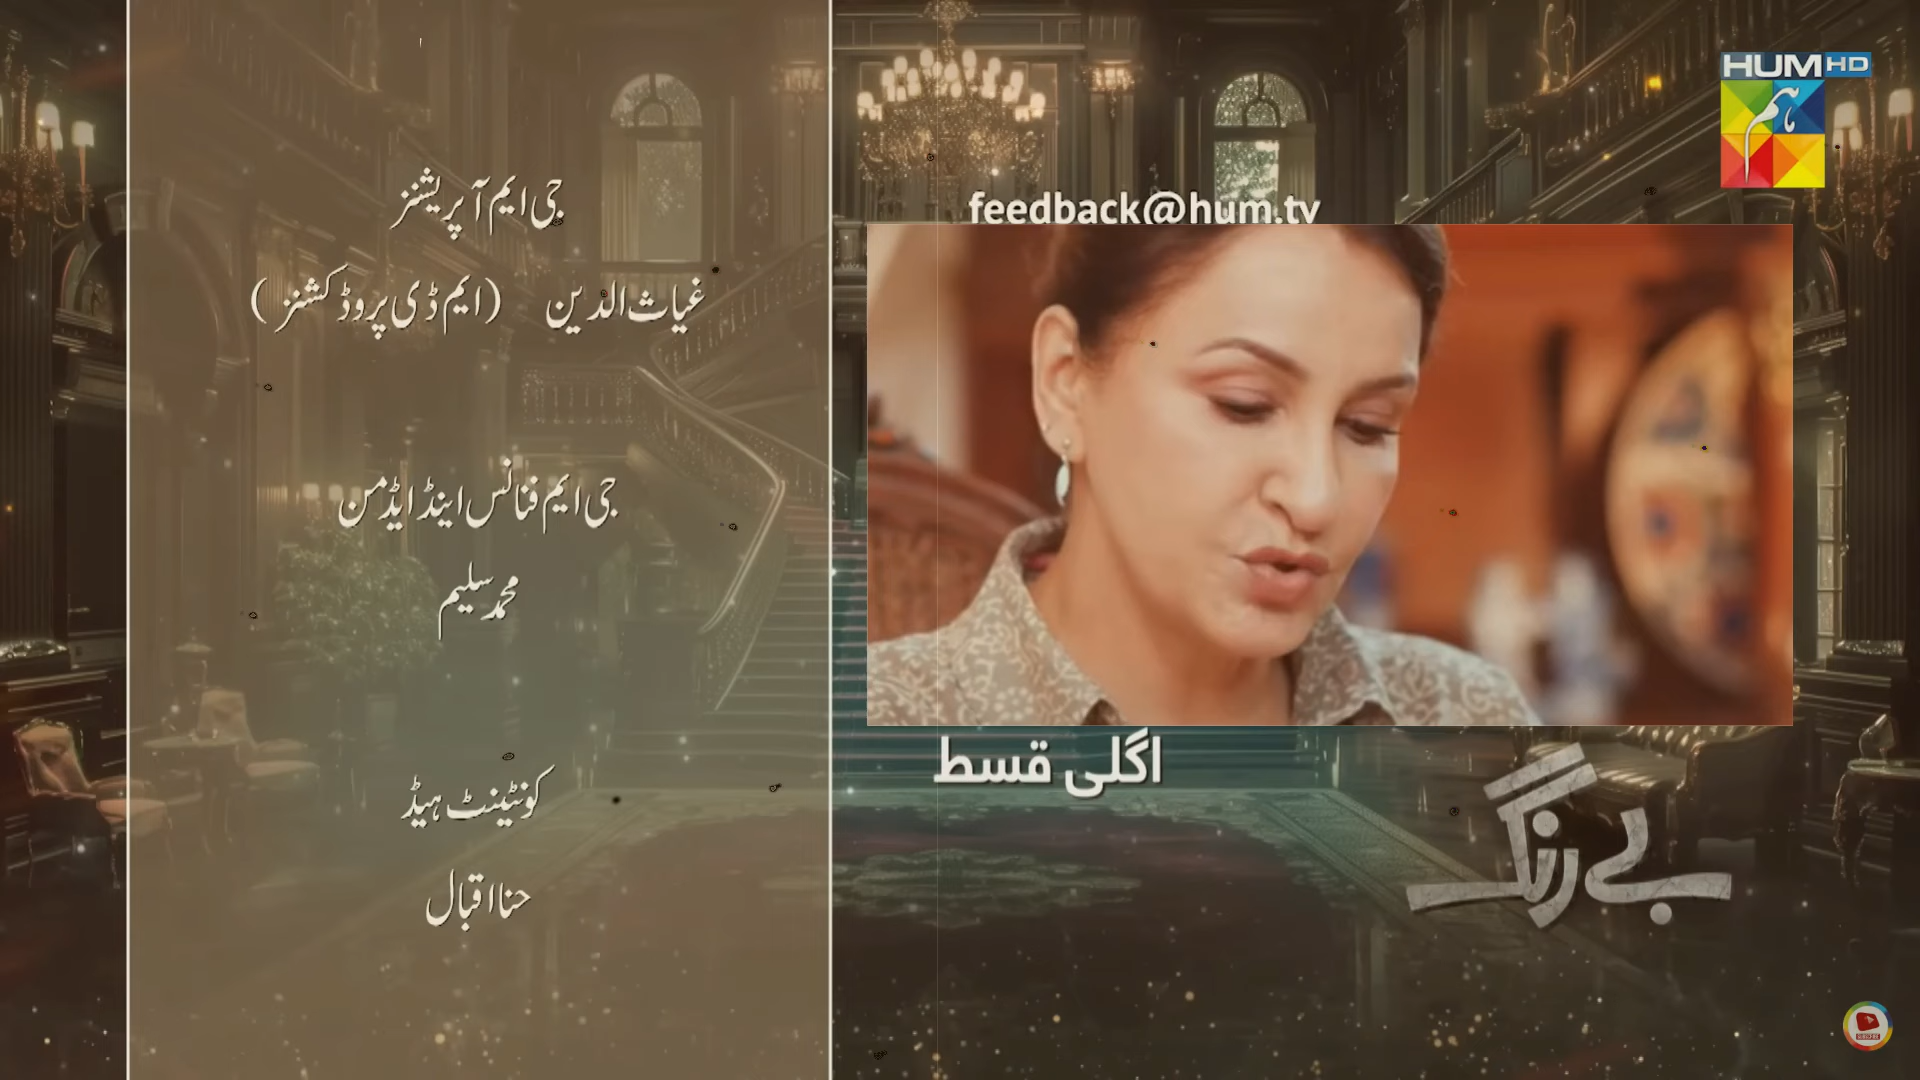 جی ایم آپریشنز
غیاث الدین (ایم ڈی پروڈکشنز)
جی ایم فنانس اینڈ ایڈمن
محمد سلیم
کونٹینٹ ہیڈ
حنا اقبال
HUM HD
ہم
feedback@hum.tv
اگلی قسط
بے رنگ
SUBSCRIBE